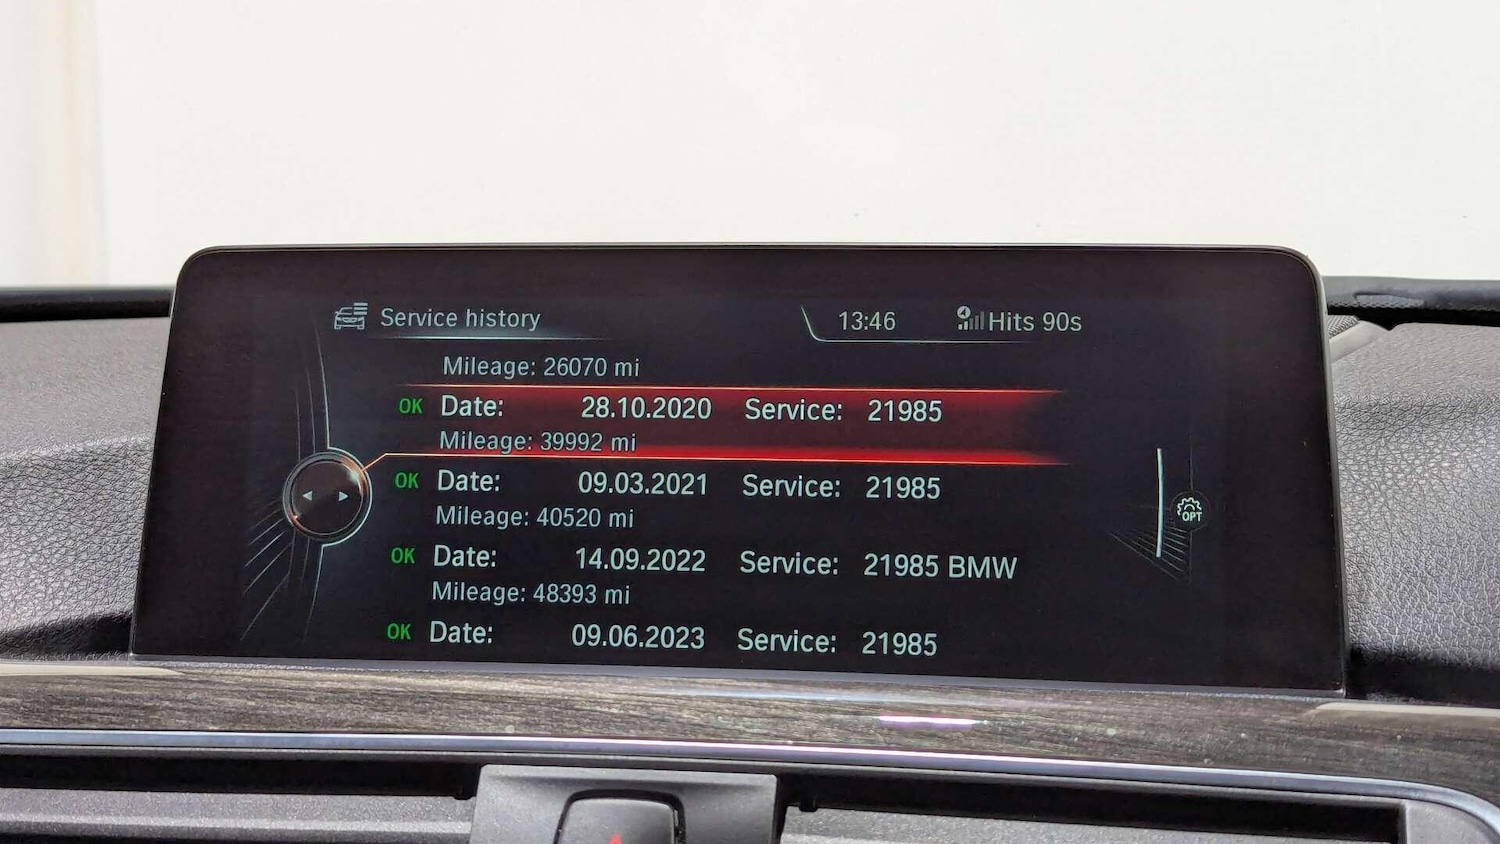 Service history 13:46 Hits 90s
Mileage: 26070 mi
OK Date: 28.10.2020 Service: 21985
Mileage: 39992 mi
OK Date: 09.03.2021 Service: 21985
Mileage: 40520 mi
OK Date: 14.09.2022 Service: 21985 BMW
Mileage: 48393 mi
OK Date: 09.06.2023 Service: 21985
OPT